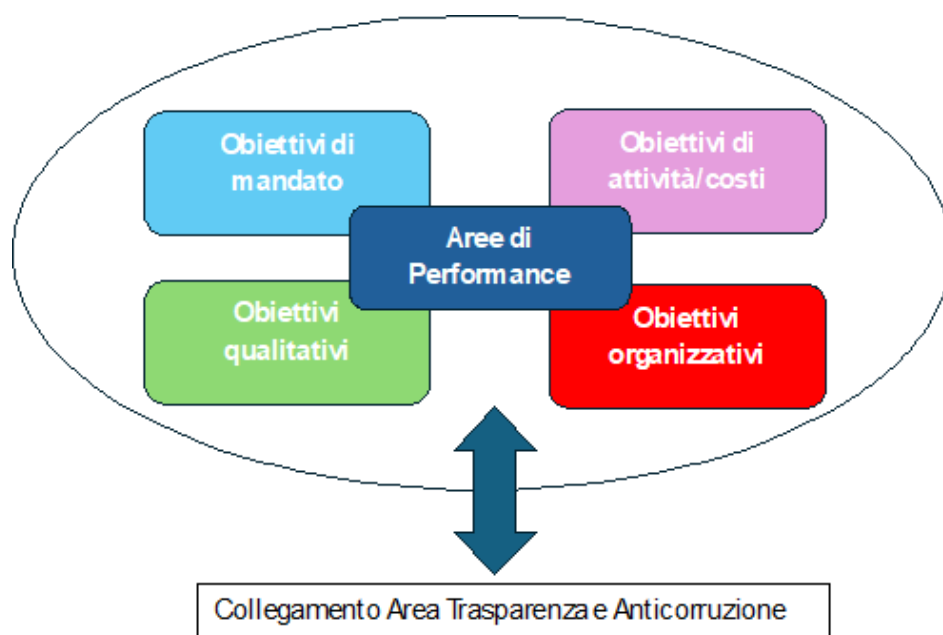 Obiettivi di
mandato
Obiettivi di
attività/costi
Aree di
Performance
Obiettivi
qualitativi
Obiettivi
organizzativi
Collegamento Area Trasparenza e Anticorruzione